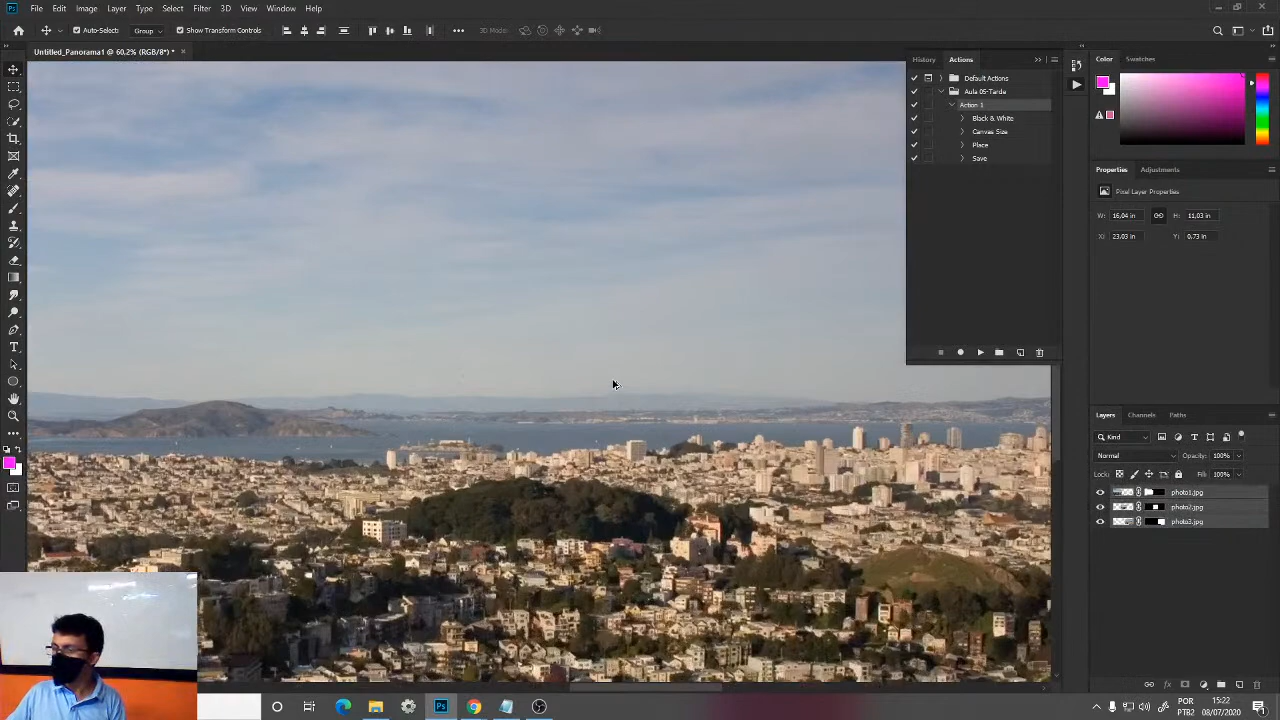 File Edit Image Layer Type Select Filter 3D View Window Help
Auto-Select: Group Show Transform Controls 3D Mode:
Untitled_Panorama1 @ 60,2% (RGB/8*) *
History Actions
Default Actions
Aula 05-Tarde
Action 1
Black & White
Canvas Size
Place
Save
Color Swatches
Properties Adjustments
Pixel Layer Properties
W: 16,04 in H: 11,03 in
X: 23,03 in Y: 0,73 in
Layers Channels Paths
Kind
Normal Opacity: 100%
Lock: Fill: 100%
photo1.jpg
photo2.jpg
photo3.jpg
POR 15:22
PTB2 08/07/2020